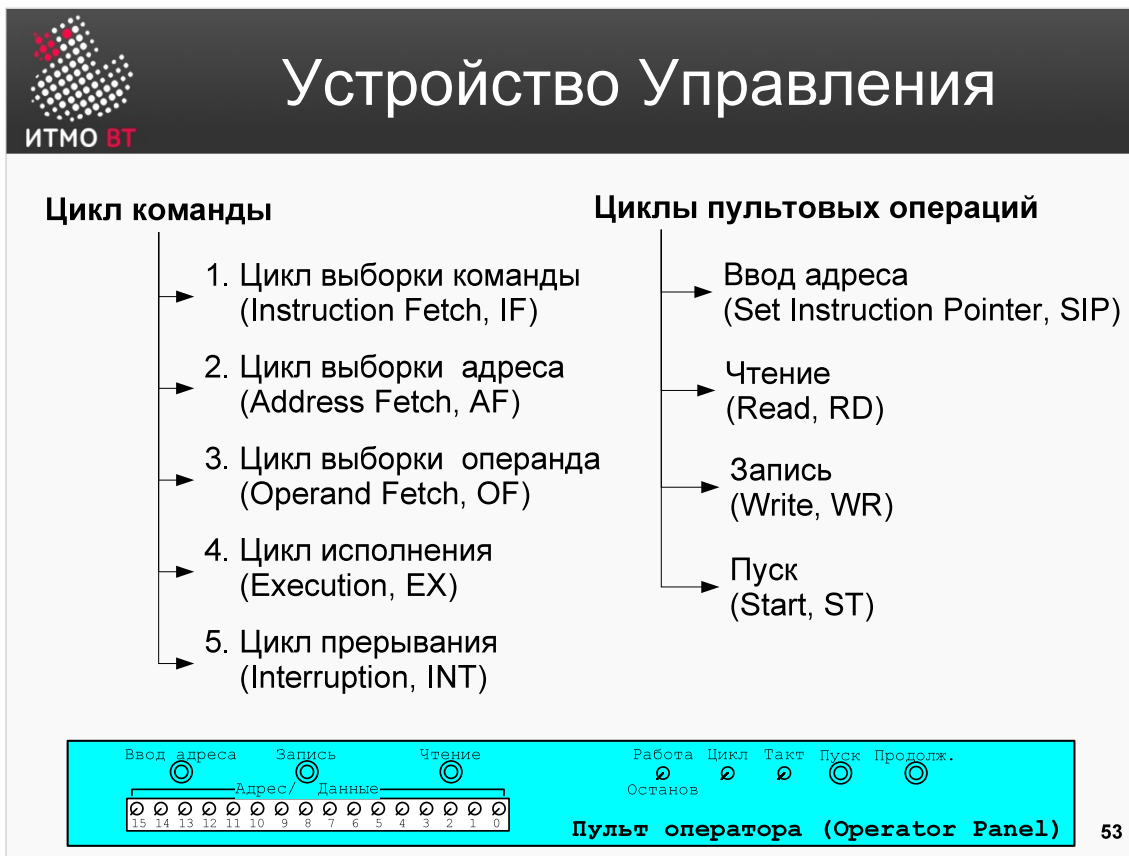 ИТМО ВТ
Устройство Управления
Цикл команды
1. Цикл выборки команды
(Instruction Fetch, IF)
2. Цикл выборки адреса
(Address Fetch, AF)
3. Цикл выборки операнда
(Operand Fetch, OF)
4. Цикл исполнения
(Execution, EX)
5. Цикл прерывания
(Interruption, INT)
Циклы пультовых операций
Ввод адреса
(Set Instruction Pointer, SIP)
Чтение
(Read, RD)
Запись
(Write, WR)
Пуск
(Start, ST)
Ввод адреса Запись Чтение
Адрес/ Данные
15 14 13 12 11 10 9 8 7 6 5 4 3 2 1 0
Работа Цикл Такт Пуск Продолж.
Останов
Пульт оператора (Operator Panel)
53